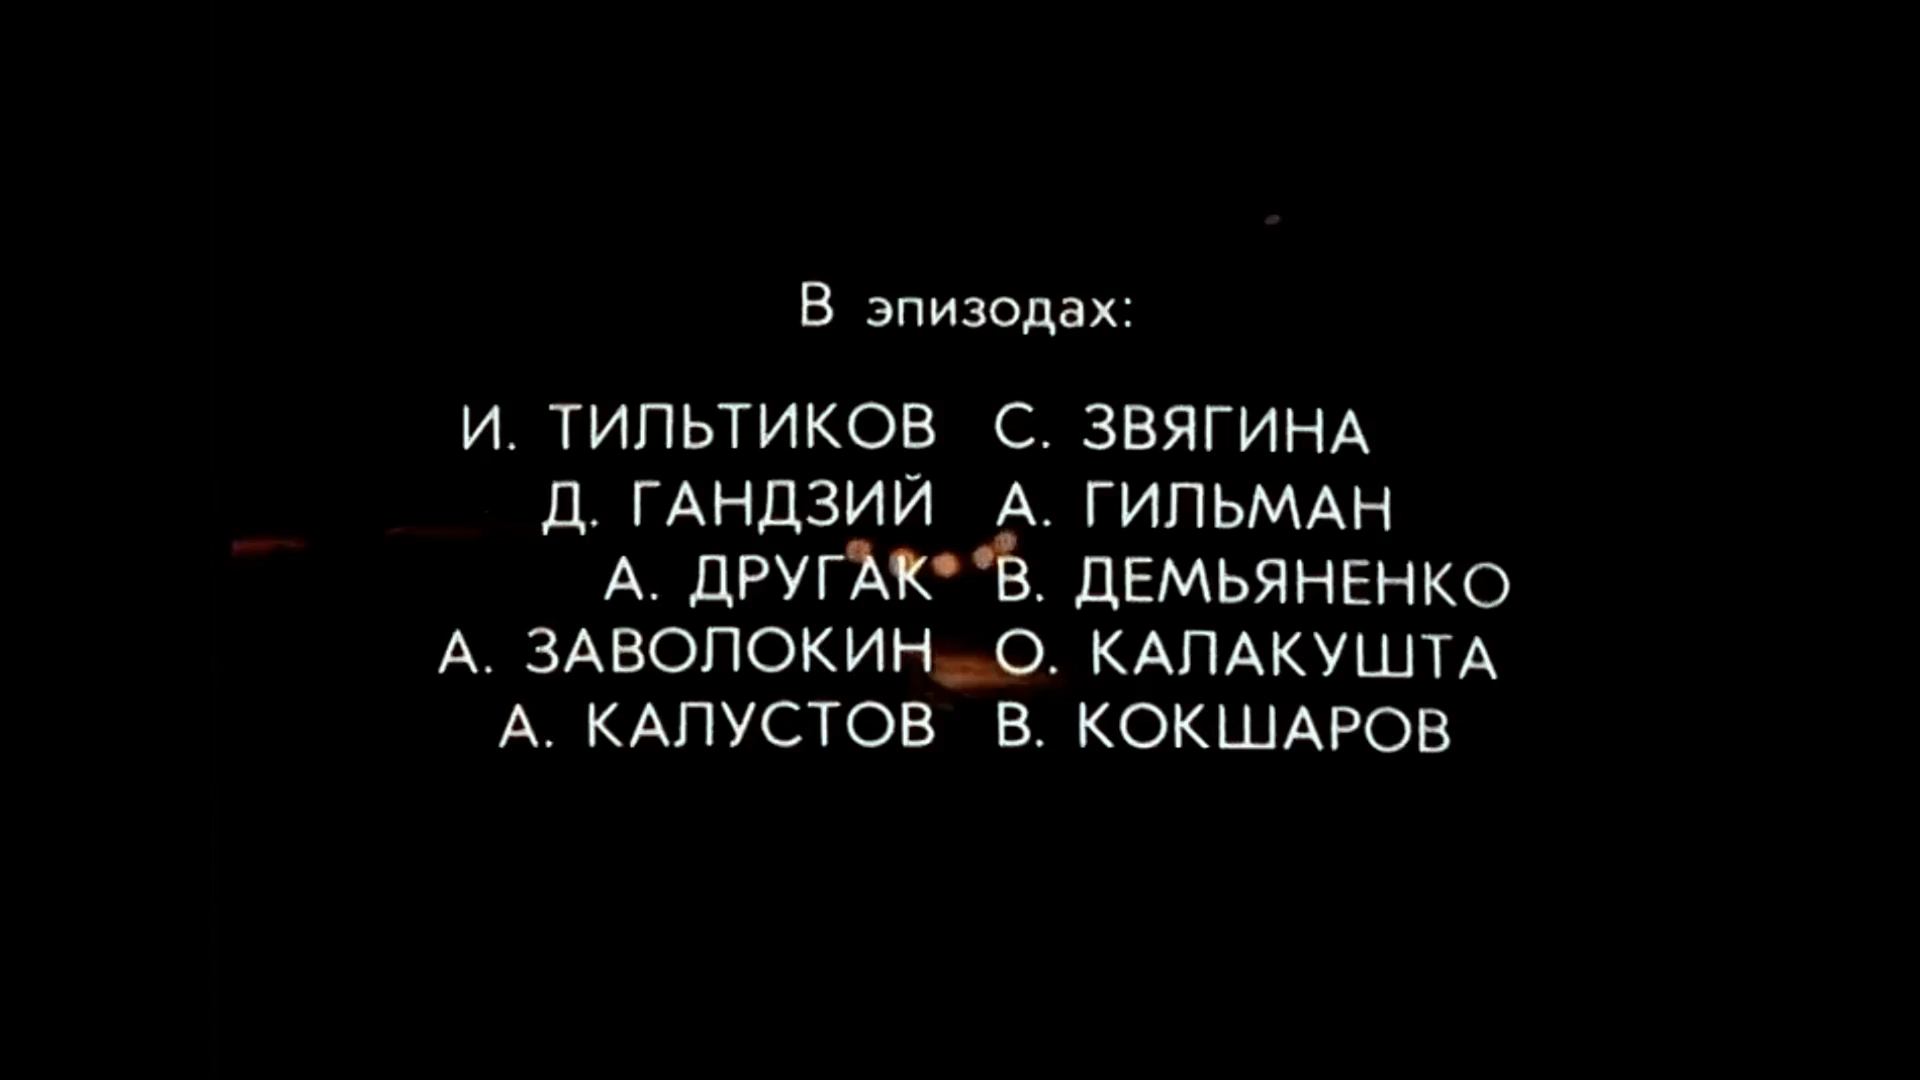 В эпизодах:
И. ТИЛЬТИКОВ С. ЗВЯГИНА
Д. ГАНДЗИЙ А. ГИЛЬМАН
А. ДРУГАК В. ДЕМЬЯНЕНКО
А. ЗАВОЛОКИН О. КАЛАКУШТА
А. КАЛУСТОВ В. КОКШАРОВ